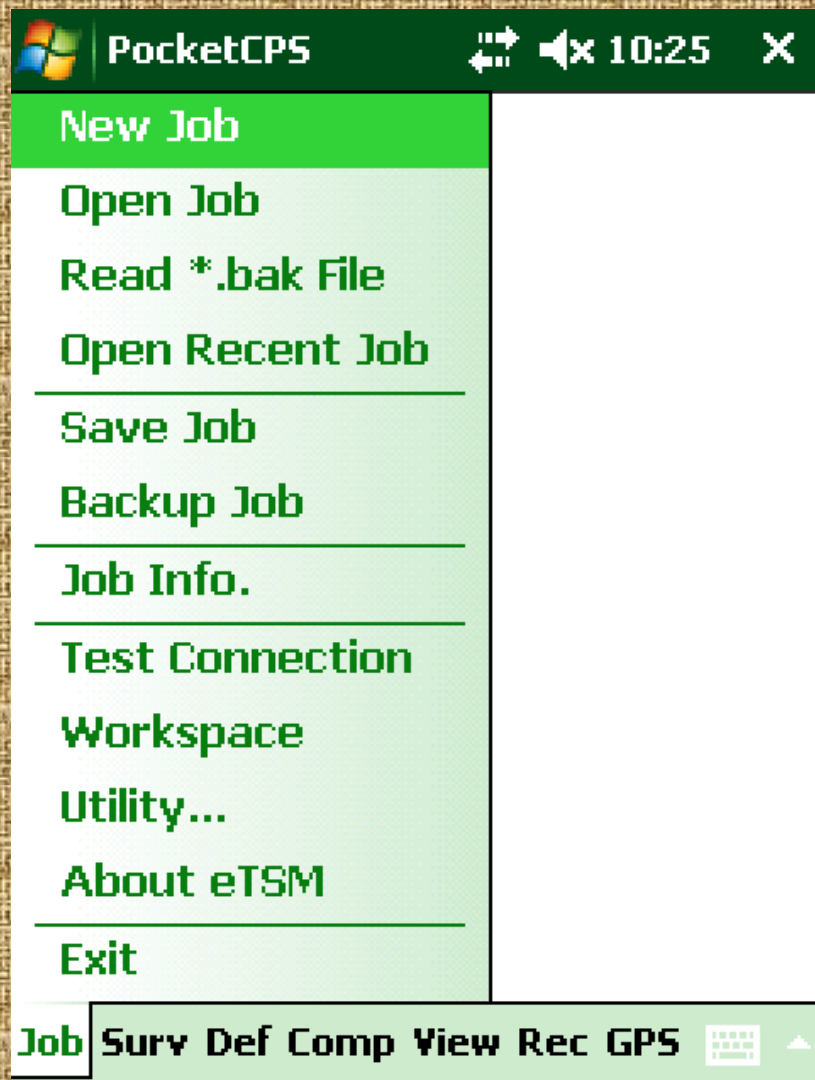 PocketCPS 10:25
New Job
Open Job
Read *.bak File
Open Recent Job
Save Job
Backup Job
Job Info.
Test Connection
Workspace
Utility...
About eTSM
Exit
Job Surv Def Comp View Rec GPS